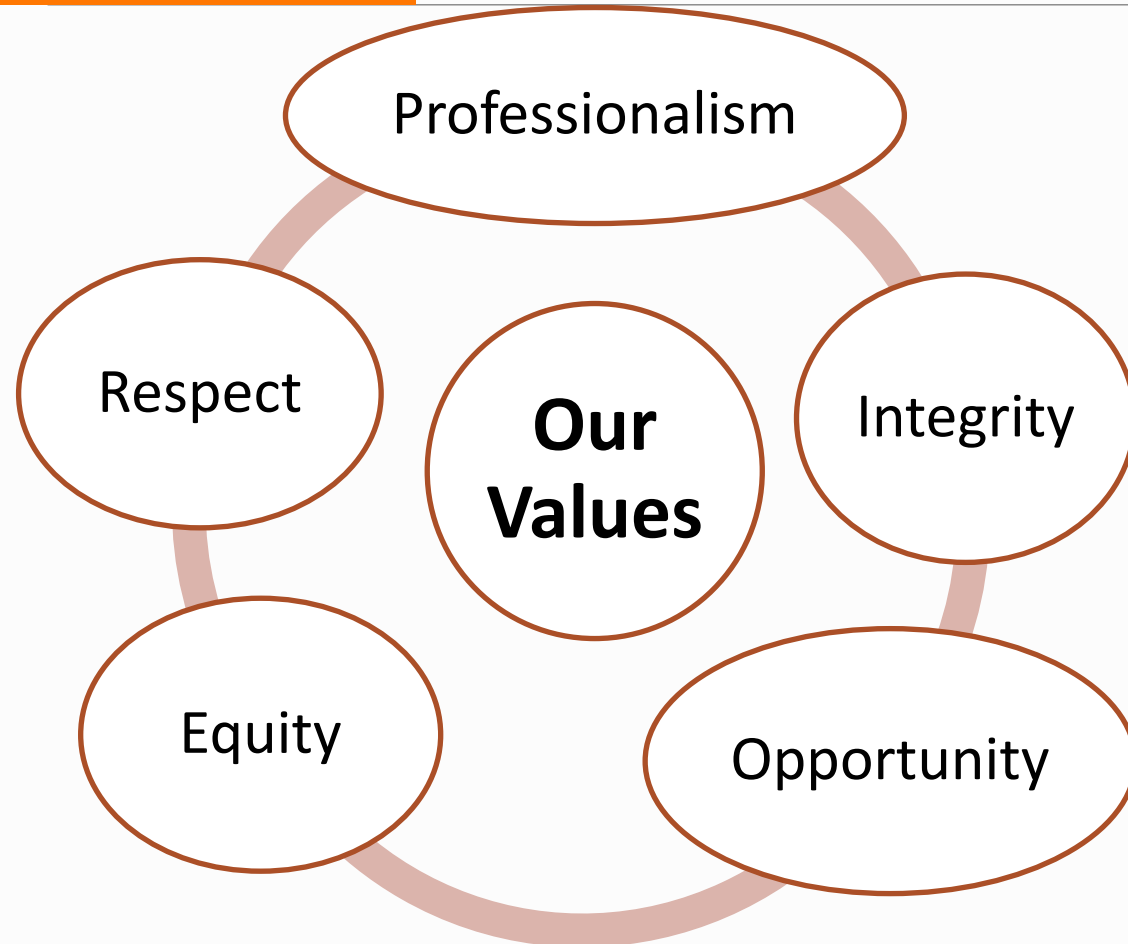 Professionalism
Respect
Our
Values
Integrity
Equity
Opportunity